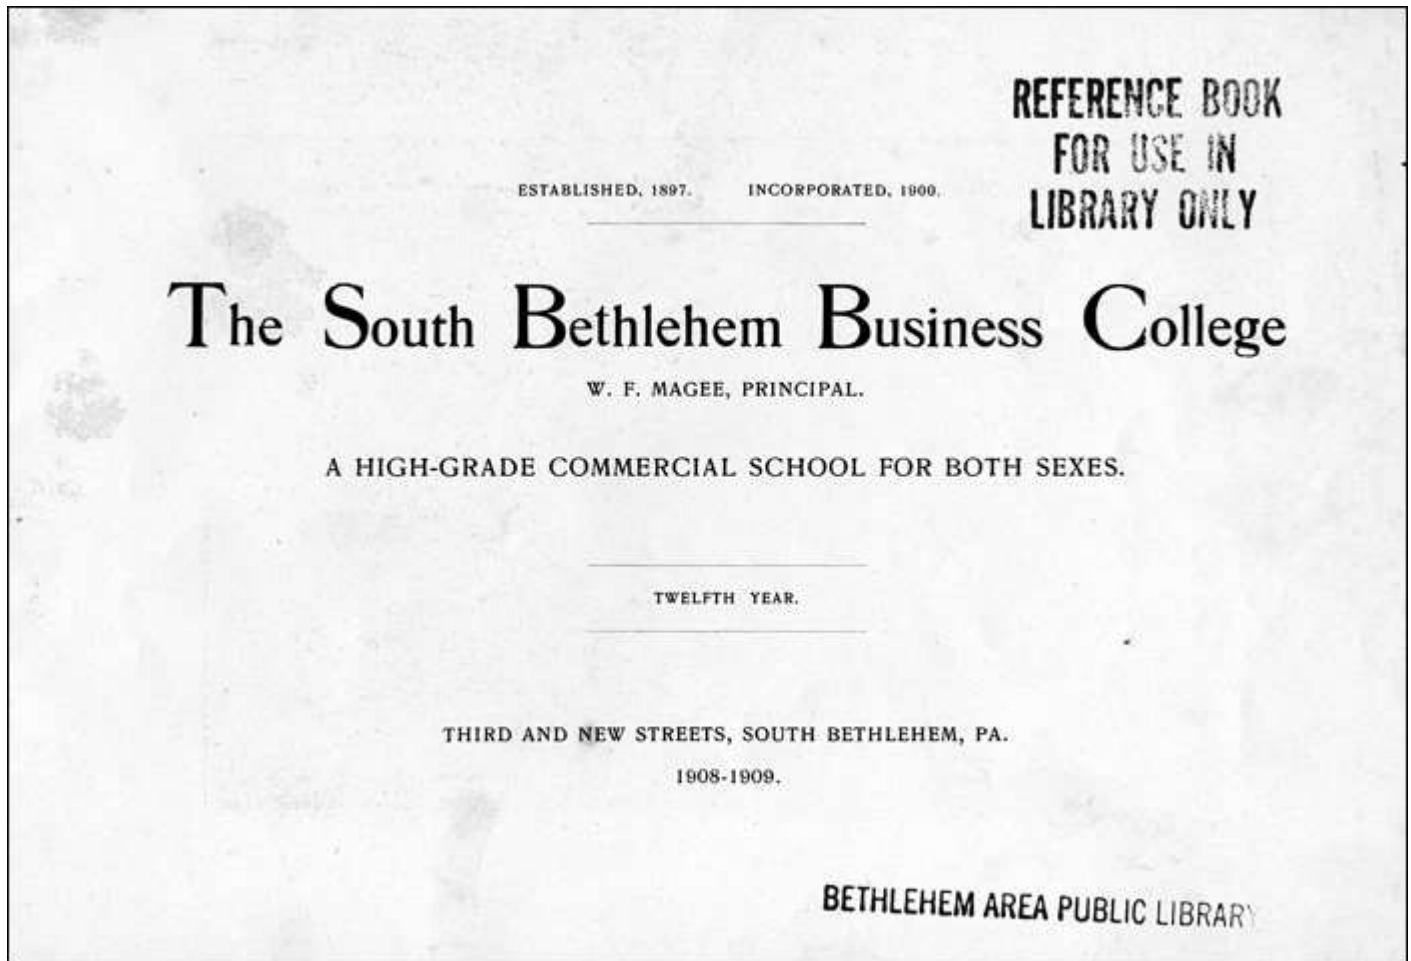 REFERENCE BOOK
FOR USE IN
LIBRARY ONLY
ESTABLISHED, 1897. INCORPORATED, 1900.
The South Bethlehem Business College
W. F. MAGEE, PRINCIPAL.
A HIGH-GRADE COMMERCIAL SCHOOL FOR BOTH SEXES.
TWELFTH YEAR.
THIRD AND NEW STREETS, SOUTH BETHLEHEM, PA.
1908-1909.
BETHLEHEM AREA PUBLIC LIBRARY